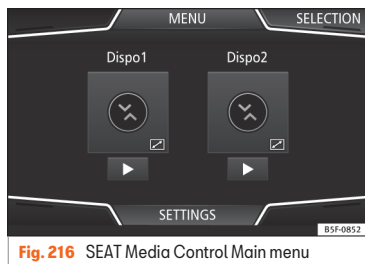 MENU SELECTION
Dispo1 Dispo2
SETTINGS
B5F-0852
Fig. 216 SEAT Media Control Main menu